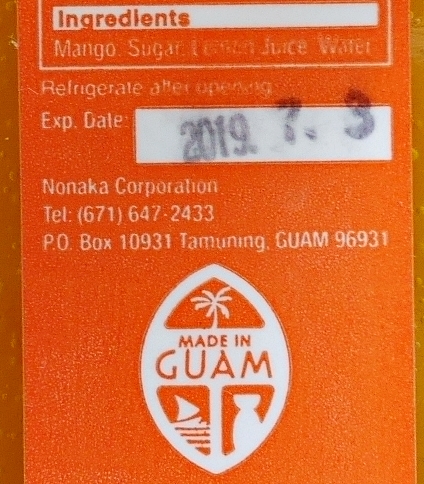 Ingredients
Mango, Sugar, Lemon Juice, Water
Refrigerate after opening
Exp. Date:
2019. 7. 3
Nonaka Corporation
Tel: (671) 647-2433
P.O. Box 10931 Tamuning, GUAM 96931
MADE IN
GUAM